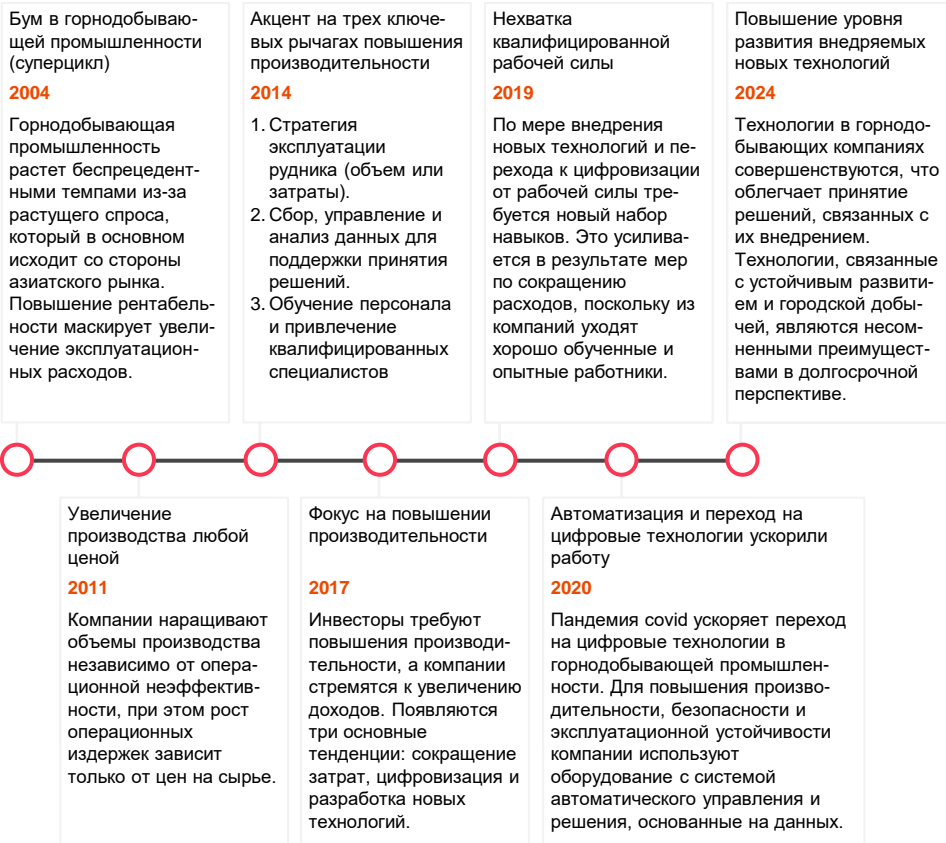 Бум в горнодобываю-
щей промышленности
(суперцикл)
2004
Горнодобывающая
промышленность
растет беспрецедент-
ными темпами из-за
растущего спроса,
который в основном
исходит со стороны
азиатского рынка.
Повышение рентабель-
ности маскирует увели-
чение эксплуатацион-
ных расходов.
Акцент на трех ключе-
вых рычагах повышения
производительности
2014
1. Стратегия
эксплуатации
рудника (объем или
затраты).
2. Сбор, управление и
анализ данных для
поддержки принятия
решений.
3. Обучение персонала
и привлечение
квалифицированных
специалистов
Нехватка
квалифицированной
рабочей силы
2019
По мере внедрения
новых технологий и пе-
рехода к цифровизации
от рабочей силы тре-
буется новый набор
навыков. Это усилива-
ется в результате мер
по сокращению
расходов, поскольку из
компаний уходят
хорошо обученные и
опытные работники.
Повышение уровня
развития внедряемых
новых технологий
2024
Технологии в горнодо-
бывающих компаниях
совершенствуются, что
облегчает принятие
решений, связанных с
их внедрением.
Технологии, связанные
с устойчивым развити-
ем и городской добы-
чей, являются несом-
ненными преимущест-
вами в долгосрочной
перспективе.
Увеличение
производства любой
ценой
2011
Компании наращивают
объемы производства
независимо от опера-
ционной неэффектив-
ности, при этом рост
операционных
издержек зависит
только от цен на сырье.
Фокус на повышении
производительности
2017
Инвесторы требуют
повышения производи-
тельности, а компании
стремятся к увеличению
доходов. Появляются
три основные
тенденции: сокращение
затрат, цифровизация и
разработка новых
технологий.
Автоматизация и переход на
цифровые технологии ускорили
работу
2020
Пандемия covid ускоряет переход
на цифровые технологии в
горнодобывающей промышлен-
ности. Для повышения произво-
дительности, безопасности и
эксплуатационной устойчивости
компании используют
оборудование с системой
автоматического управления и
решения, основанные на данных.